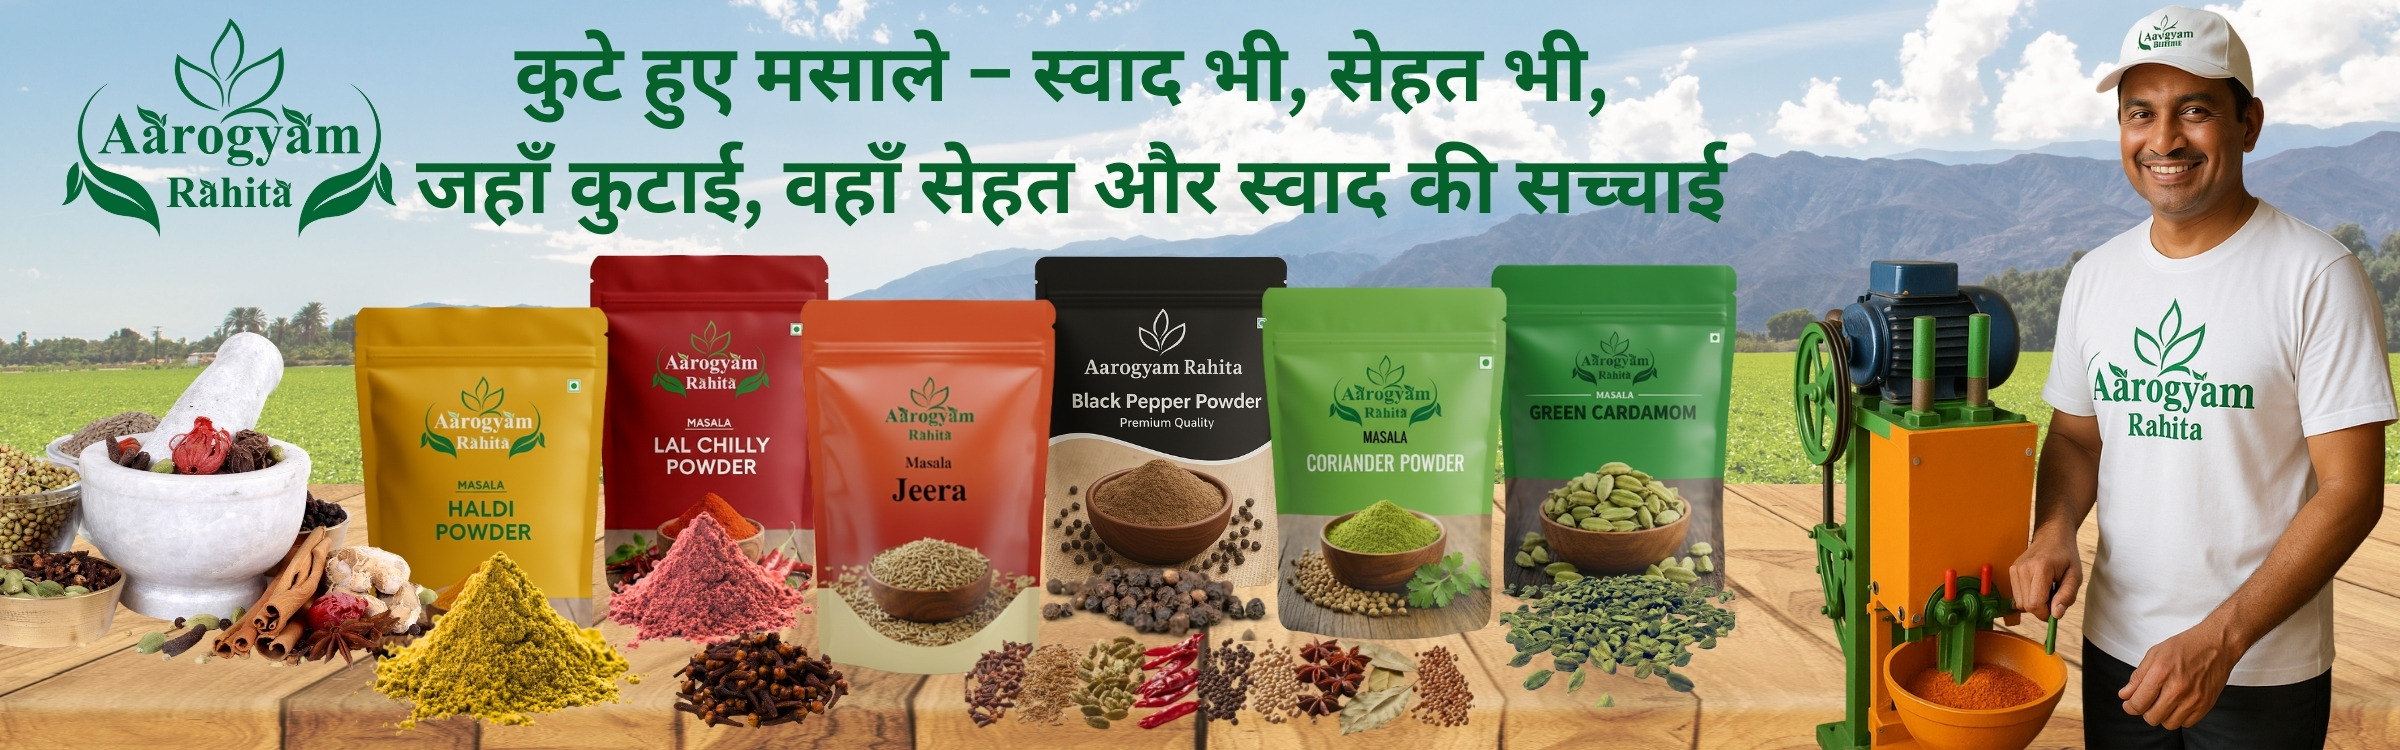 Aarogyam
Rahita
कुटे हुए मसाले – स्वाद भी, सेहत भी,
जहाँ कुटाई, वहाँ सेहत और स्वाद की सच्चाई
Aarogyam
Rahita
MASALA
HALDI
POWDER
Aarogyam
Rahita
MASALA
LAL CHILLY
POWDER
Aarogyam
Rahita
Masala
Jeera
Aarogyam Rahita
Black Pepper Powder
Premium Quality
Aarogyam
Rahita
MASALA
CORIANDER POWDER
Aarogyam
Rahita
MASALA
GREEN CARDAMOM
Aarogyam
Rahita